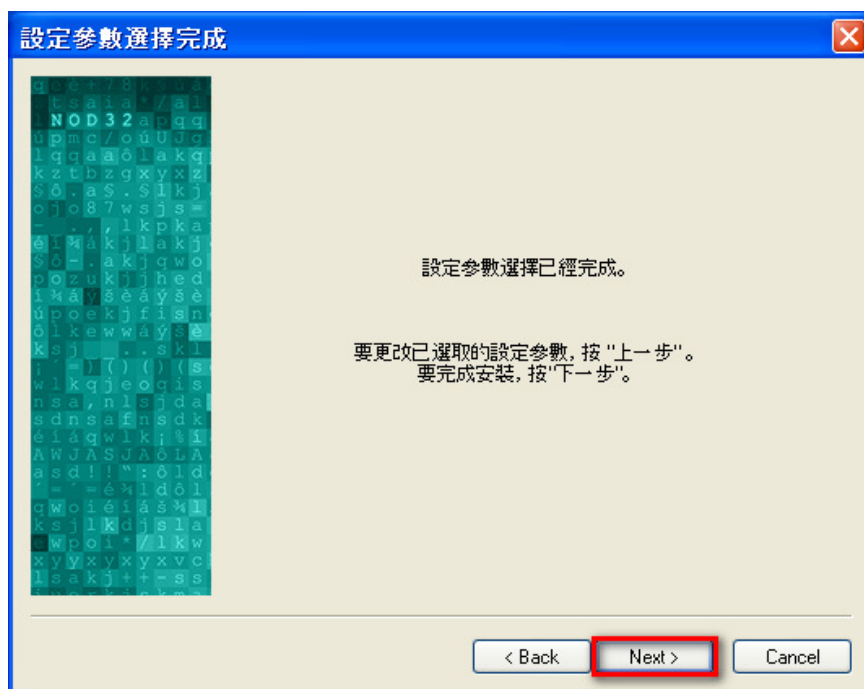 設定參數選擇完成
NOD32
設定參數選擇已經完成。
要更改已選取的設定參數, 按 "上一步"。
要完成安裝, 按"下一步"。
< Back
Next >
Cancel